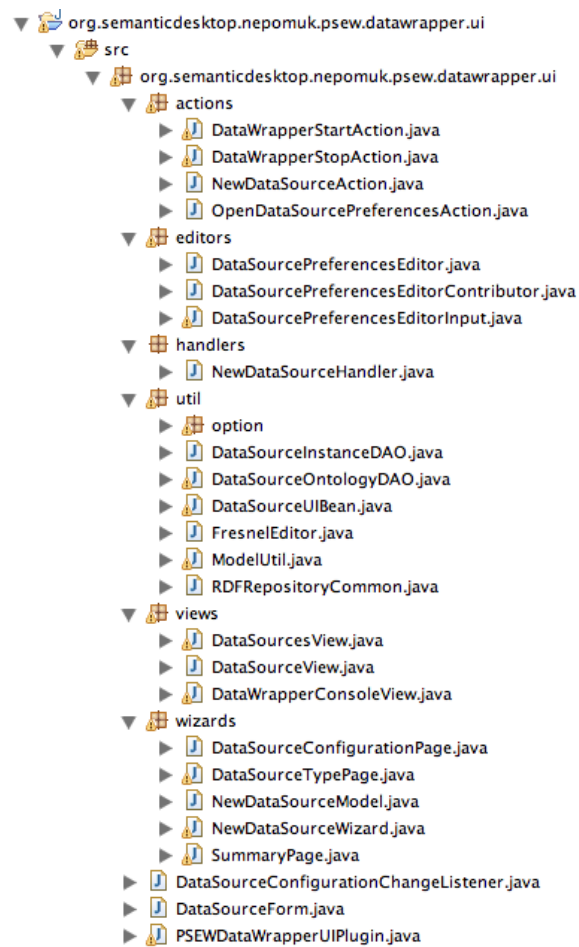 org.semanticdesktop.nepomuk.psew.datawrapper.ui
src
org.semanticdesktop.nepomuk.psew.datawrapper.ui
actions
DataWrapperStartAction.java
DataWrapperStopAction.java
NewDataSourceAction.java
OpenDataSourcePreferencesAction.java
editors
DataSourcePreferencesEditor.java
DataSourcePreferencesEditorContributor.java
DataSourcePreferencesEditorInput.java
handlers
NewDataSourceHandler.java
util
option
DataSourceInstanceDAO.java
DataSourceOntologyDAO.java
DataSourceUIBean.java
FresnelEditor.java
ModelUtil.java
RDFRepositoryCommon.java
views
DataSourcesView.java
DataSourceView.java
DataWrapperConsoleView.java
wizards
DataSourceConfigurationPage.java
DataSourceTypePage.java
NewDataSourceModel.java
NewDataSourceWizard.java
SummaryPage.java
DataSourceConfigurationChangeListener.java
DataSourceForm.java
PSEWDataWrapperUIPlugin.java